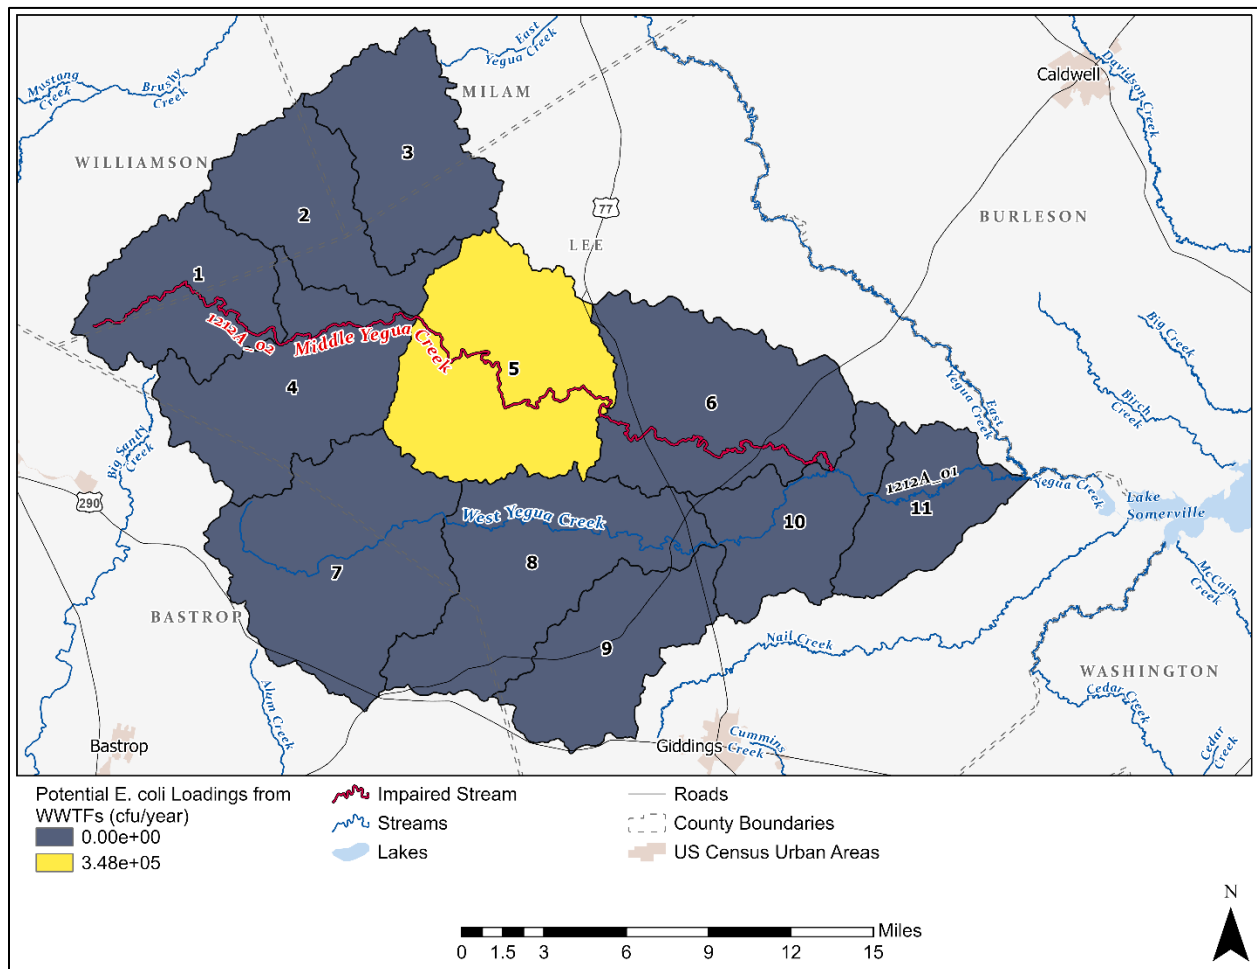 East
Yegua Creek
Mustang
Creek
Brushy
Creek
MILAM
Caldwell
Davidson Creek
WILLIAMSON
3
2
77
BURLESON
LEE
1
1212A_02
Middle Yegua Creek
Big Creek
5
4
6
Birch
Creek
East
Yegua Creek
Big Sandy
Creek
290
1212A_01
Yegua Creek
Lake
Somerville
West Yegua Creek
10
11
7
8
McCain
Creek
BASTROP
9
Nail Creek
WASHINGTON
Alum Creek
Cedar Creek
Bastrop
Giddings
Cummins
Creek
Cedar
Creek
Potential E. coli Loadings from
WWTFs (cfu/year)
0.00e+00
3.48e+05
Impaired Stream
Streams
Lakes
Roads
County Boundaries
US Census Urban Areas
N
Miles
0 1.5 3 6 9 12 15